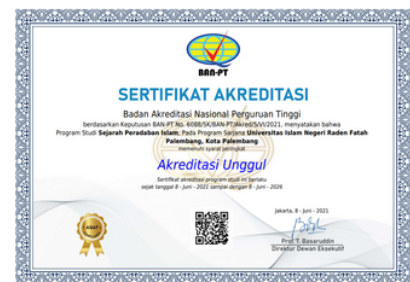 BAN-PT
SERTIFIKAT AKREDITASI
Badan Akreditasi Nasional Perguruan Tinggi
berdasarkan Keputusan BAN-PT No. 6088/SK/BAN-PT/Akred/S/VI/2021, menyatakan bahwa
Program Studi Sejarah Peradaban Islam, Pada Program Sarjana Universitas Islam Negeri Raden Fatah
Palembang, Kota Palembang
memenuhi syarat peringkat
Akreditasi Unggul
Sertifikat akreditasi program studi ini berlaku
sejak tanggal 8 - Juni - 2021 sampai dengan 8 - Juni - 2026
Jakarta, 8 - Juni - 2021
Prof. T. Basaruddin
Direktur Dewan Eksekutif